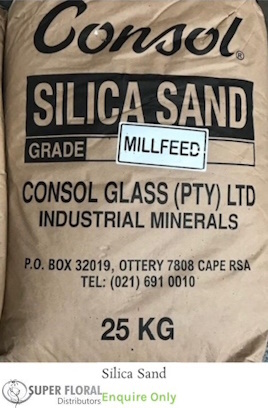 Consol®
SILICA SAND
GRADE MILLFEED
CONSOL GLASS (PTY) LTD
INDUSTRIAL MINERALS
P.O. BOX 32019, OTTERY 7808 CAPE RSA
TEL: (021) 691 0010
25 KG
Silica Sand
SUPER FLORAL
Distributors
Enquire Only